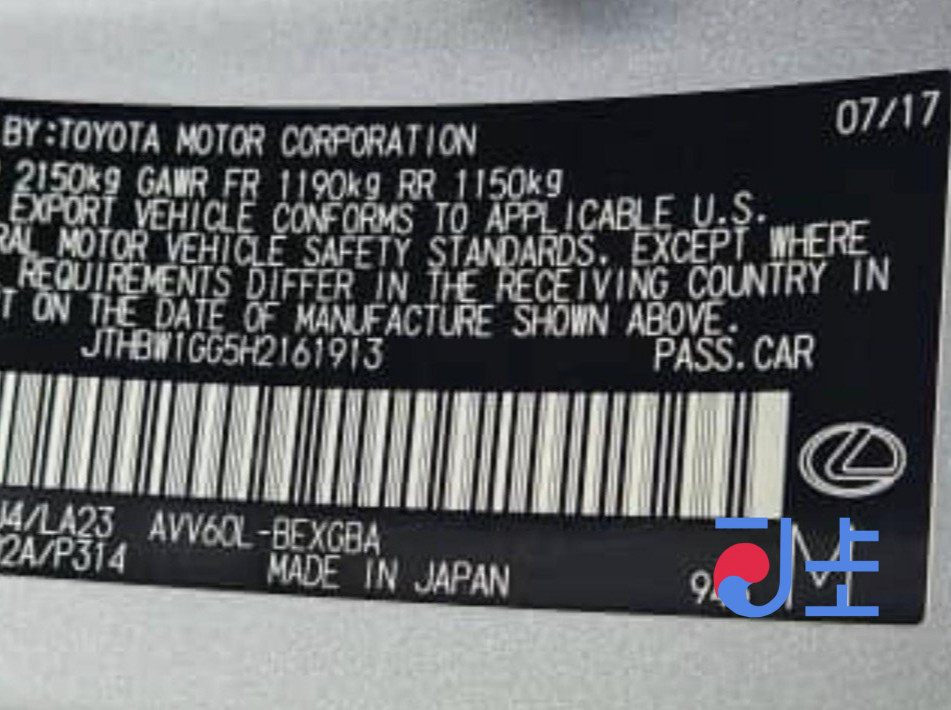 07/17
BY:TOYOTA MOTOR CORPORATION
2150kg GAWR FR 1190kg RR 1150kg
EXPORT VEHICLE CONFORMS TO APPLICABLE U.S.
RAL MOTOR VEHICLE SAFETY STANDARDS. EXCEPT WHERE
REQUIREMENTS DIFFER IN THE RECEIVING COUNTRY IN
T ON THE DATE OF MANUFACTURE SHOWN ABOVE.
JTHBW1GG5H2161913 PASS.CAR
J4/LA23 AVV60L-BEXGBA
2A/P314 MADE IN JAPAN